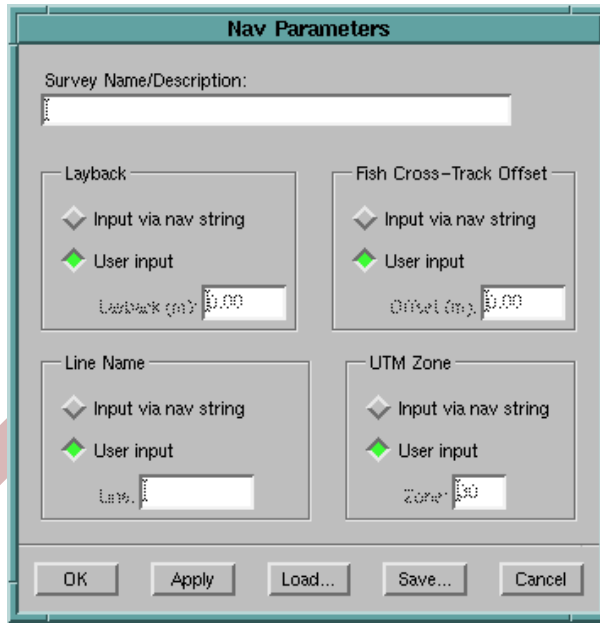 Nav Parameters
Survey Name/Description:
Layback
Input via nav string
User input
Layback (m): 0.00
Fish Cross-Track Offset
Input via nav string
User input
Offset (m): 0.00
Line Name
Input via nav string
User input
Line:
UTM Zone
Input via nav string
User input
Zone: 30
OK Apply Load... Save... Cancel